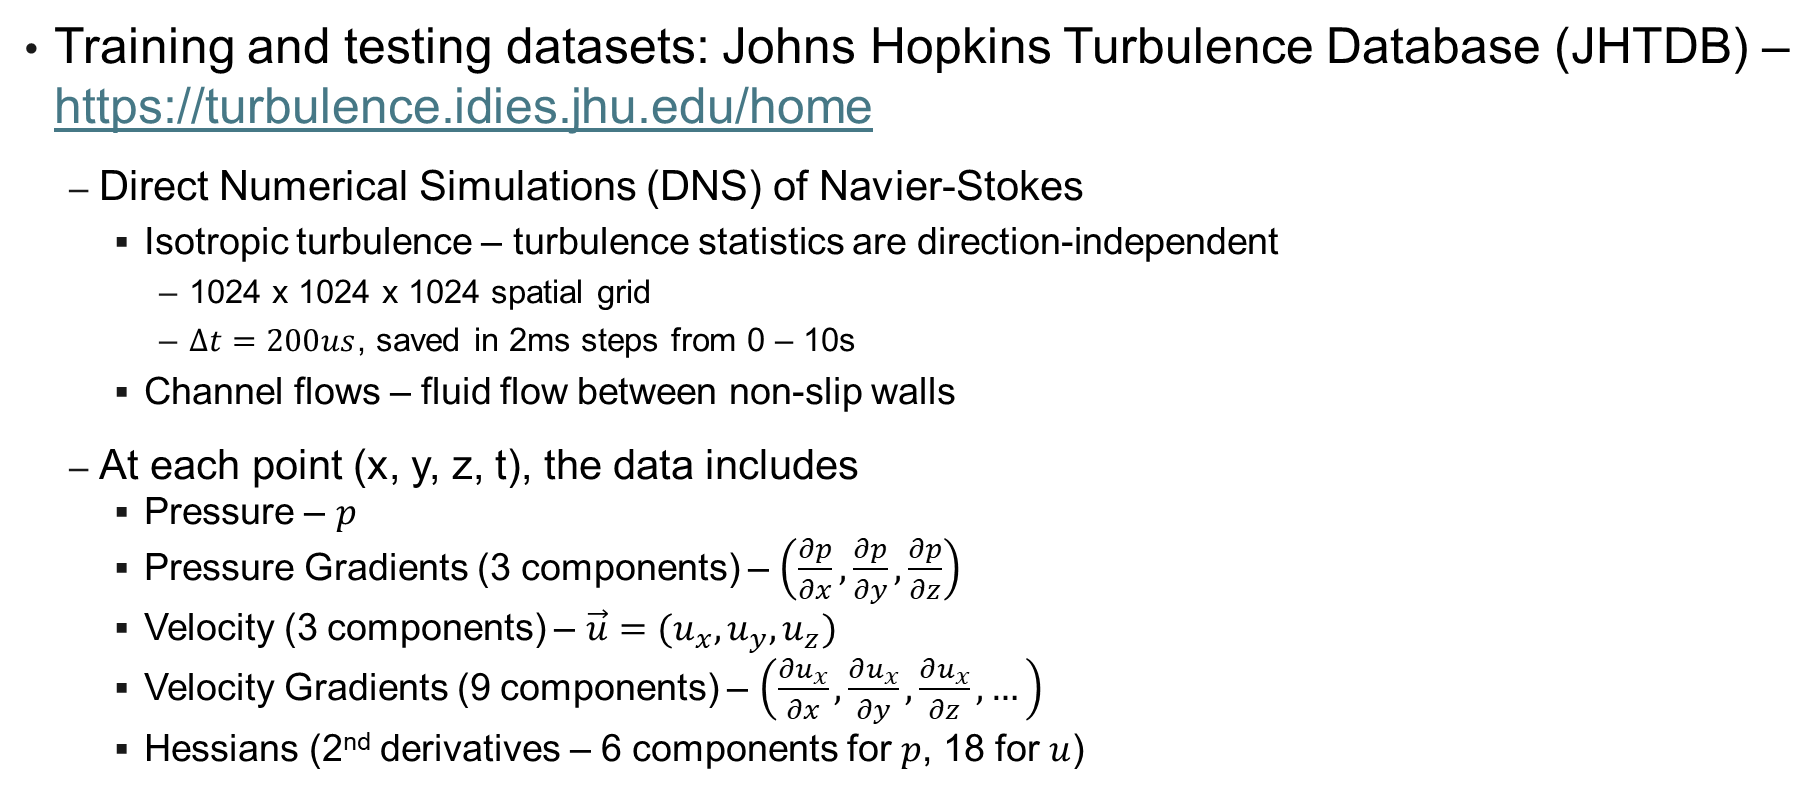 • Training and testing datasets: Johns Hopkins Turbulence Database (JHTDB) –
https://turbulence.idies.jhu.edu/home
– Direct Numerical Simulations (DNS) of Navier-Stokes
▪ Isotropic turbulence – turbulence statistics are direction-independent
– 1024 x 1024 x 1024 spatial grid
– Δt = 200us, saved in 2ms steps from 0 – 10s
▪ Channel flows – fluid flow between non-slip walls
– At each point (x, y, z, t), the data includes
▪ Pressure – p
▪ Pressure Gradients (3 components) – (∂p/∂x, ∂p/∂y, ∂p/∂z)
▪ Velocity (3 components) – u⃗ = (uₓ, u_y, u_z)
▪ Velocity Gradients (9 components) – (∂uₓ/∂x, ∂uₓ/∂y, ∂uₓ/∂z, …)
▪ Hessians (2nd derivatives – 6 components for p, 18 for u)